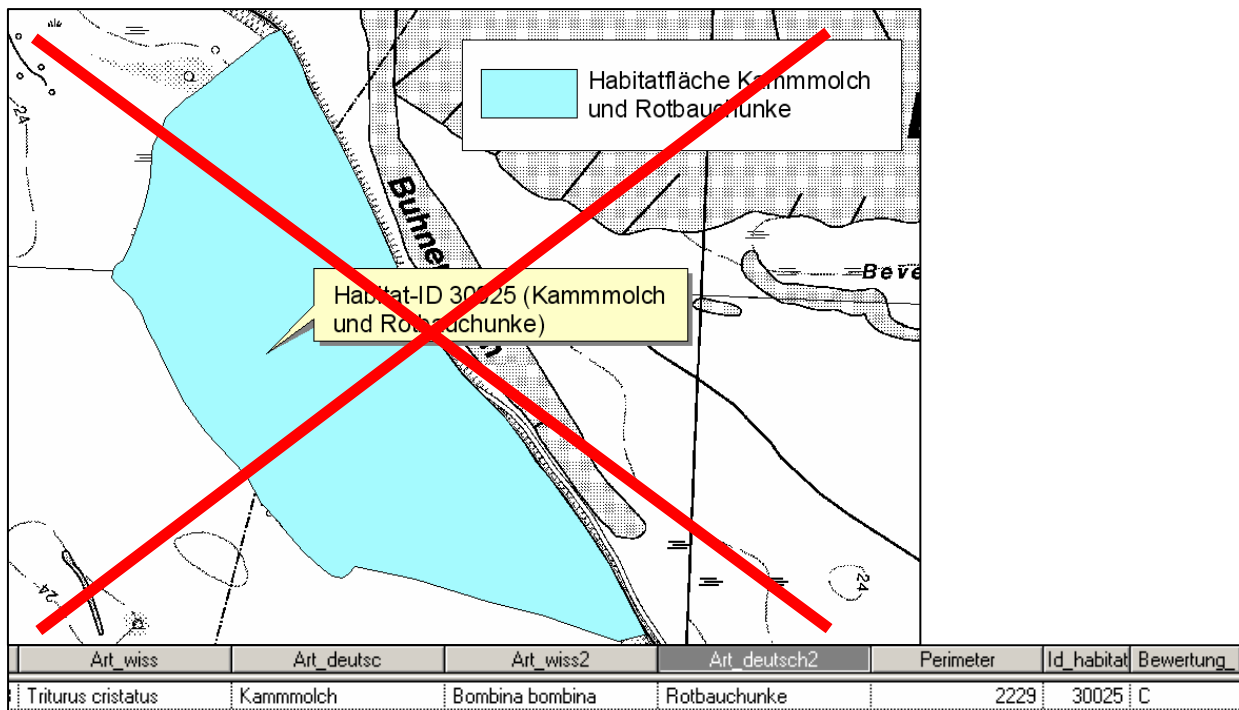 Habitatfläche Kammmolch
und Rotbauchunke
24
Buhnen
Beve
Habitat-ID 30025 (Kammmolch
und Rotbauchunke)
24
24
Art_wiss Art_deutsc Art_wiss2 Art_deutsch2 Perimeter Id_habitat Bewertung_
Triturus cristatus Kammmolch Bombina bombina Rotbauchunke 2229 30025 C